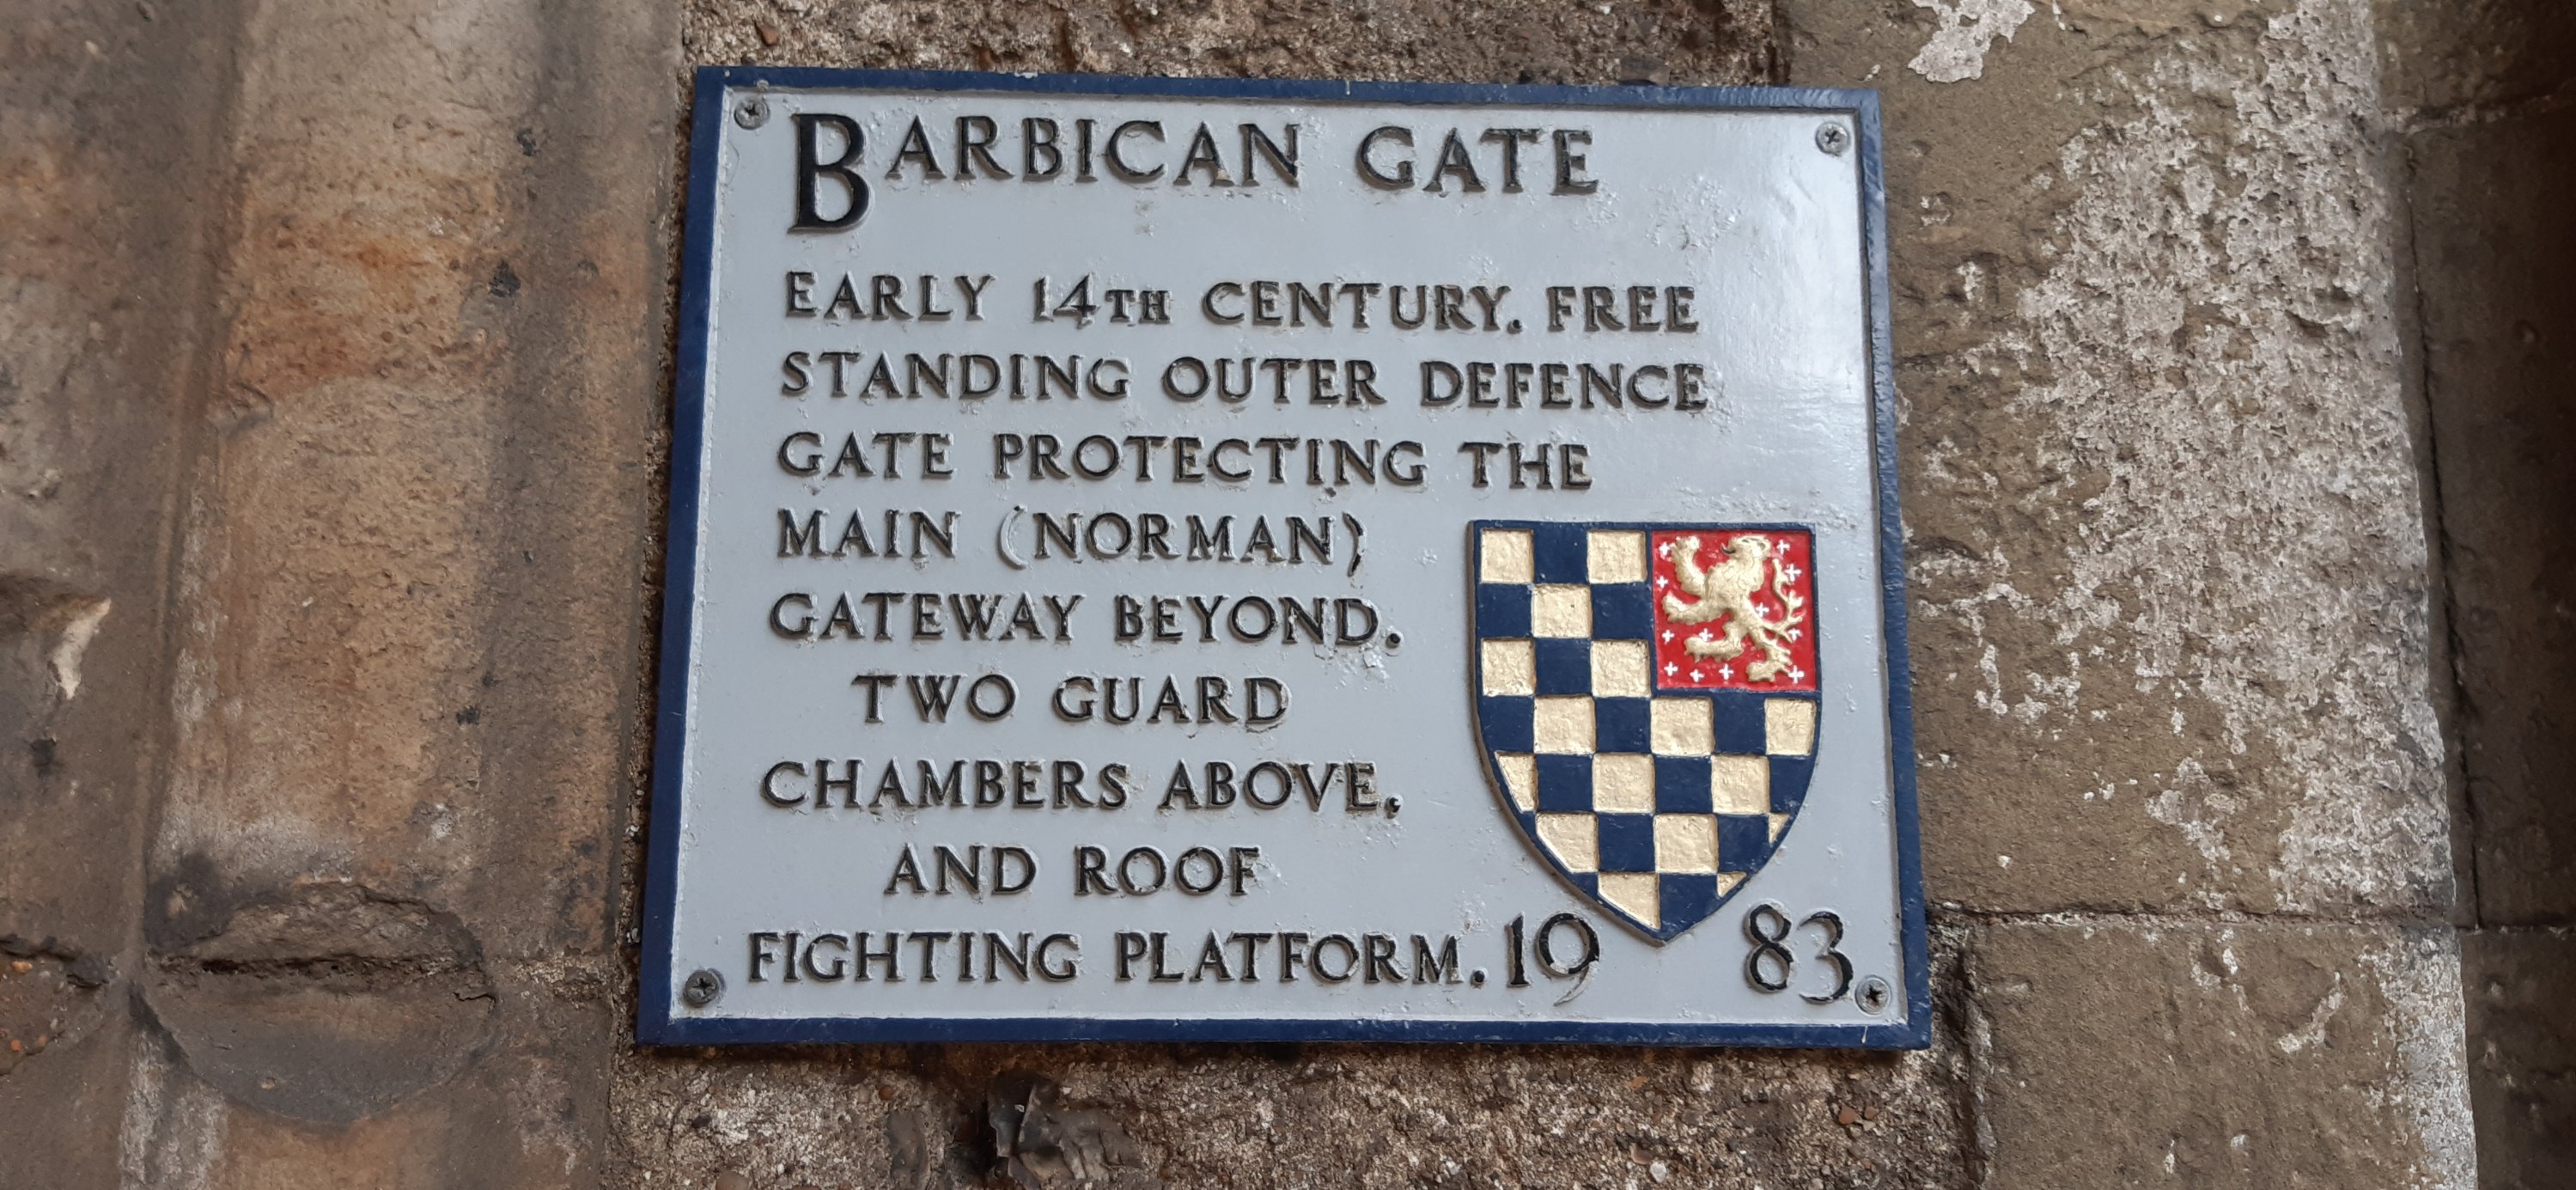 BARBICAN GATE
EARLY 14TH CENTURY. FREE
STANDING OUTER DEFENCE
GATE PROTECTING THE
MAIN (NORMAN)
GATEWAY BEYOND.
TWO GUARD
CHAMBERS ABOVE,
AND ROOF
FIGHTING PLATFORM. 19 83.